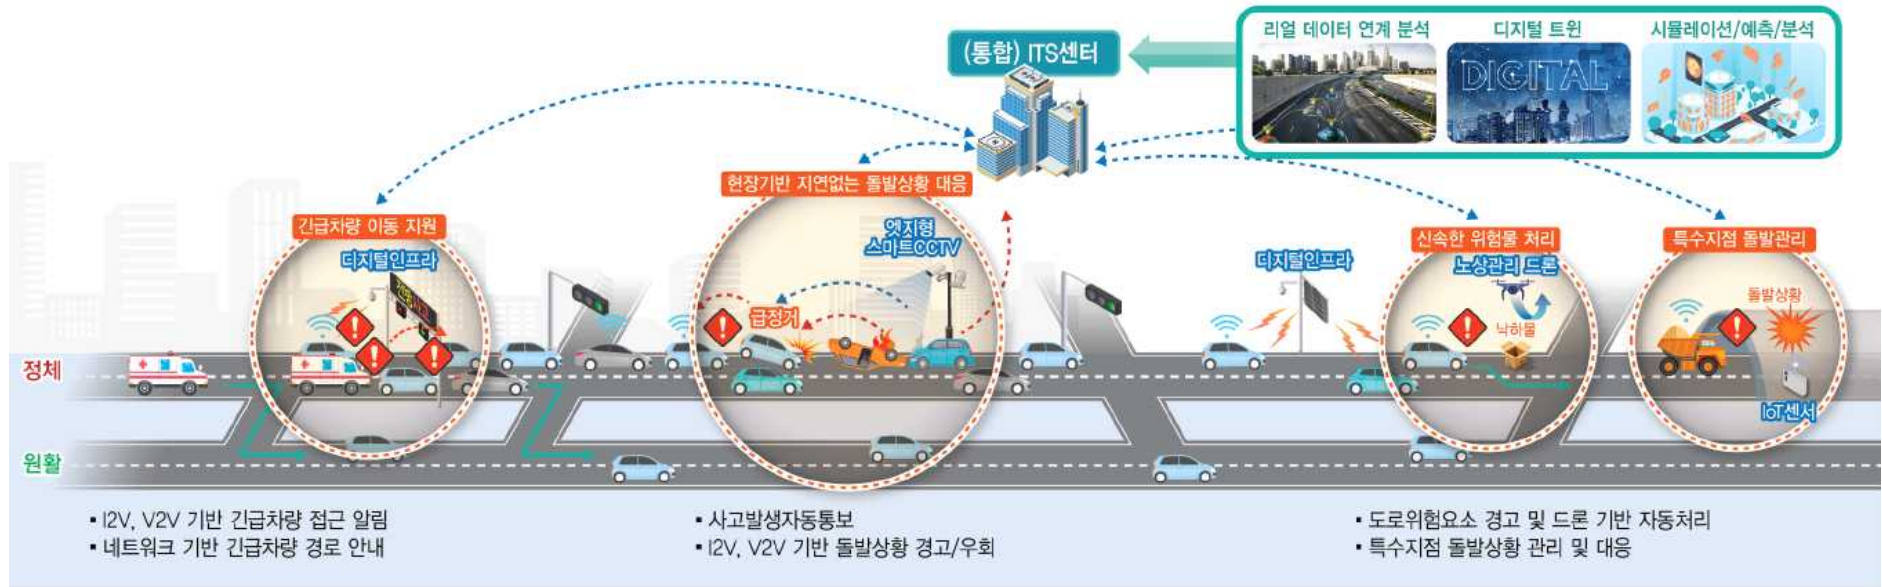 리얼 데이터 연계 분석
디지털 트윈
시뮬레이션/예측/분석
(통합) ITS센터
DIGITAL
현장기반 지연없는 돌발상황 대응
긴급차량 이동 지원
엣지형
스마트CCTV
신속한 위험물 처리
특수지점 돌발관리
디지털인프라
디지털인프라
노상관리 드론
돌발상황
급정거
낙하물
정체
IoT센서
원활
▪ I2V, V2V 기반 긴급차량 접근 알림
▪ 네트워크 기반 긴급차량 경로 안내
▪ 사고발생자동통보
▪ I2V, V2V 기반 돌발상황 경고/우회
▪ 도로위험요소 경고 및 드론 기반 자동처리
▪ 특수지점 돌발상황 관리 및 대응